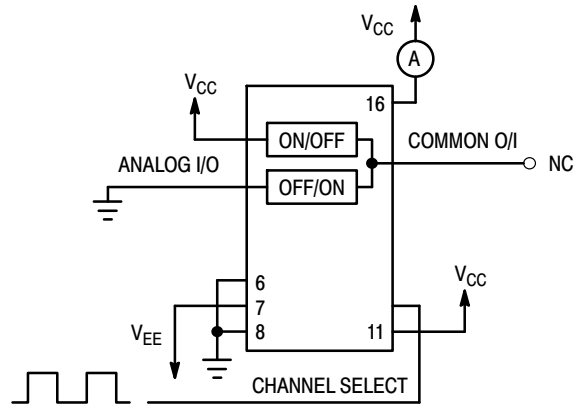 VCC
A
VCC
16
ON/OFF
COMMON O/I
NC
ANALOG I/O
OFF/ON
6
VCC
7
VEE
8
11
CHANNEL SELECT